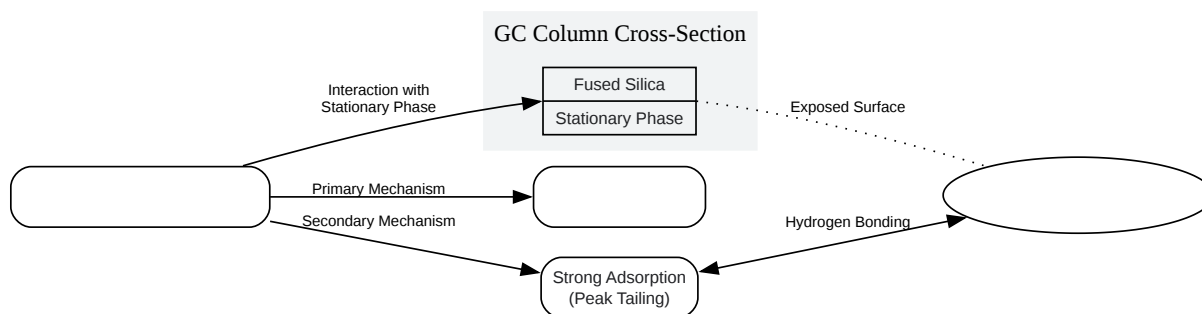 GC Column Cross-Section
Fused Silica
Stationary Phase
Interaction with
Stationary Phase
Exposed Surface
Primary Mechanism
Secondary Mechanism
Hydrogen Bonding
Strong Adsorption
(Peak Tailing)